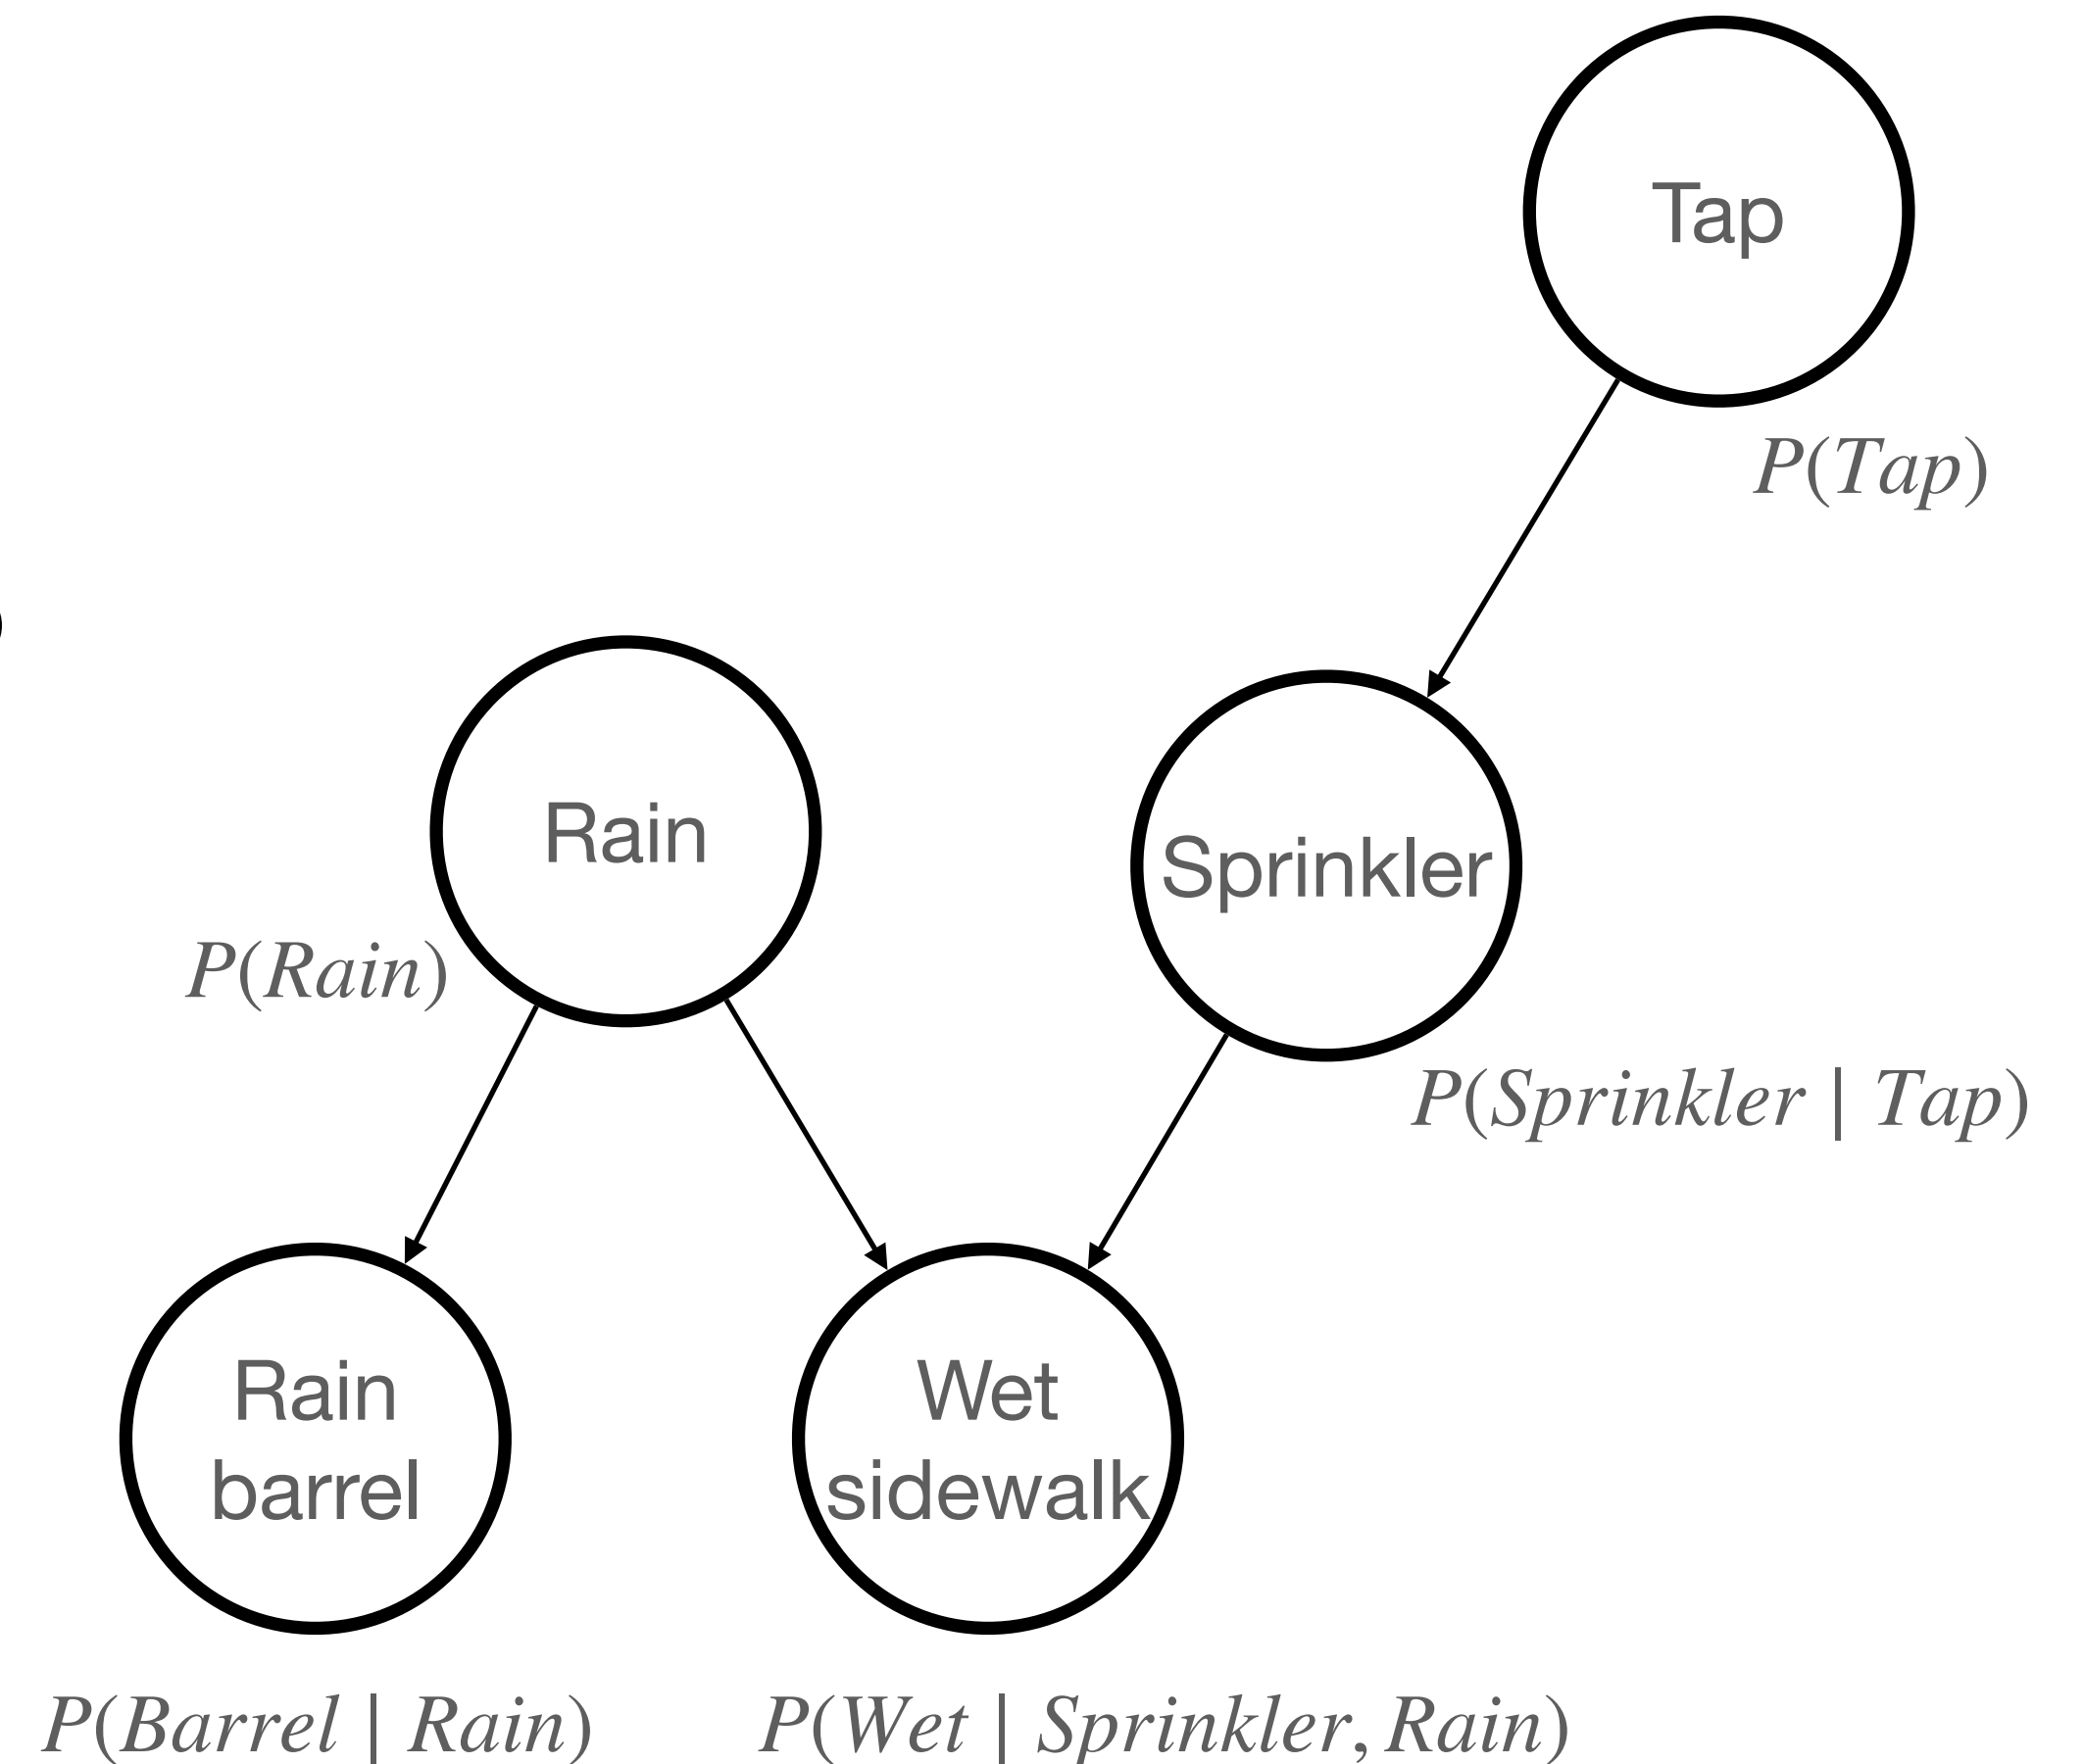 Tap
P(Tap)
Rain
Sprinkler
P(Rain)
P(Sprinkler | Tap)
Rain
barrel
Wet
sidewalk
P(Barrel | Rain)
P(Wet | Sprinkler, Rain)